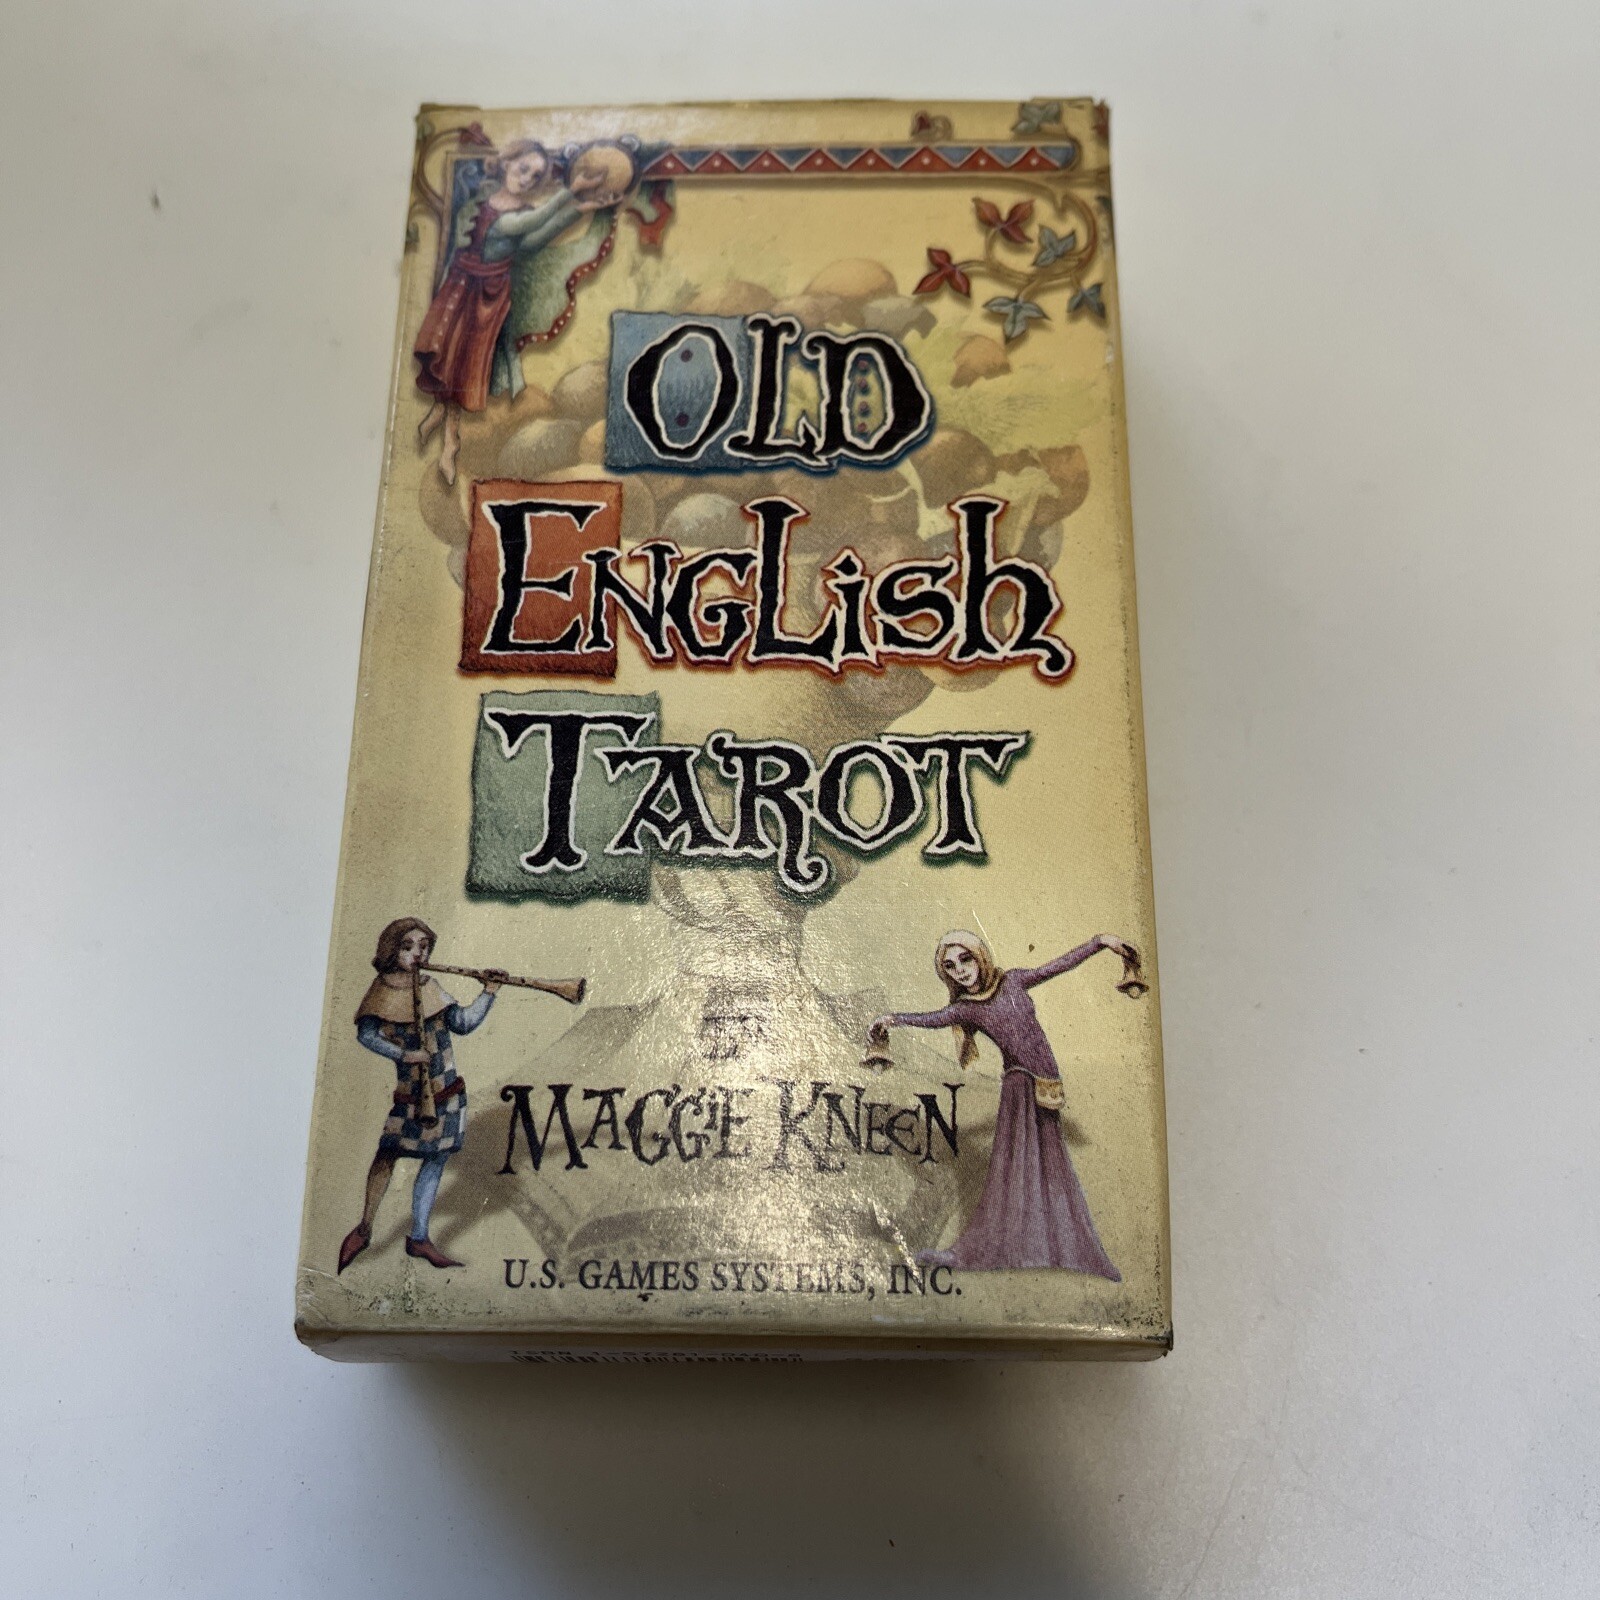 OLD
ENGLish
TAROT
BY
MAGGiE KNEEN
U.S. GAMES SYSTEMS, INC.